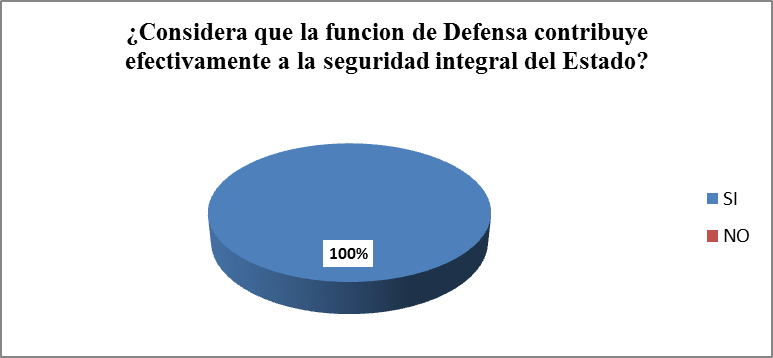 ¿Considera que la funcion de Defensa contribuye
efectivamente a la seguridad integral del Estado?
SI
100%
NO